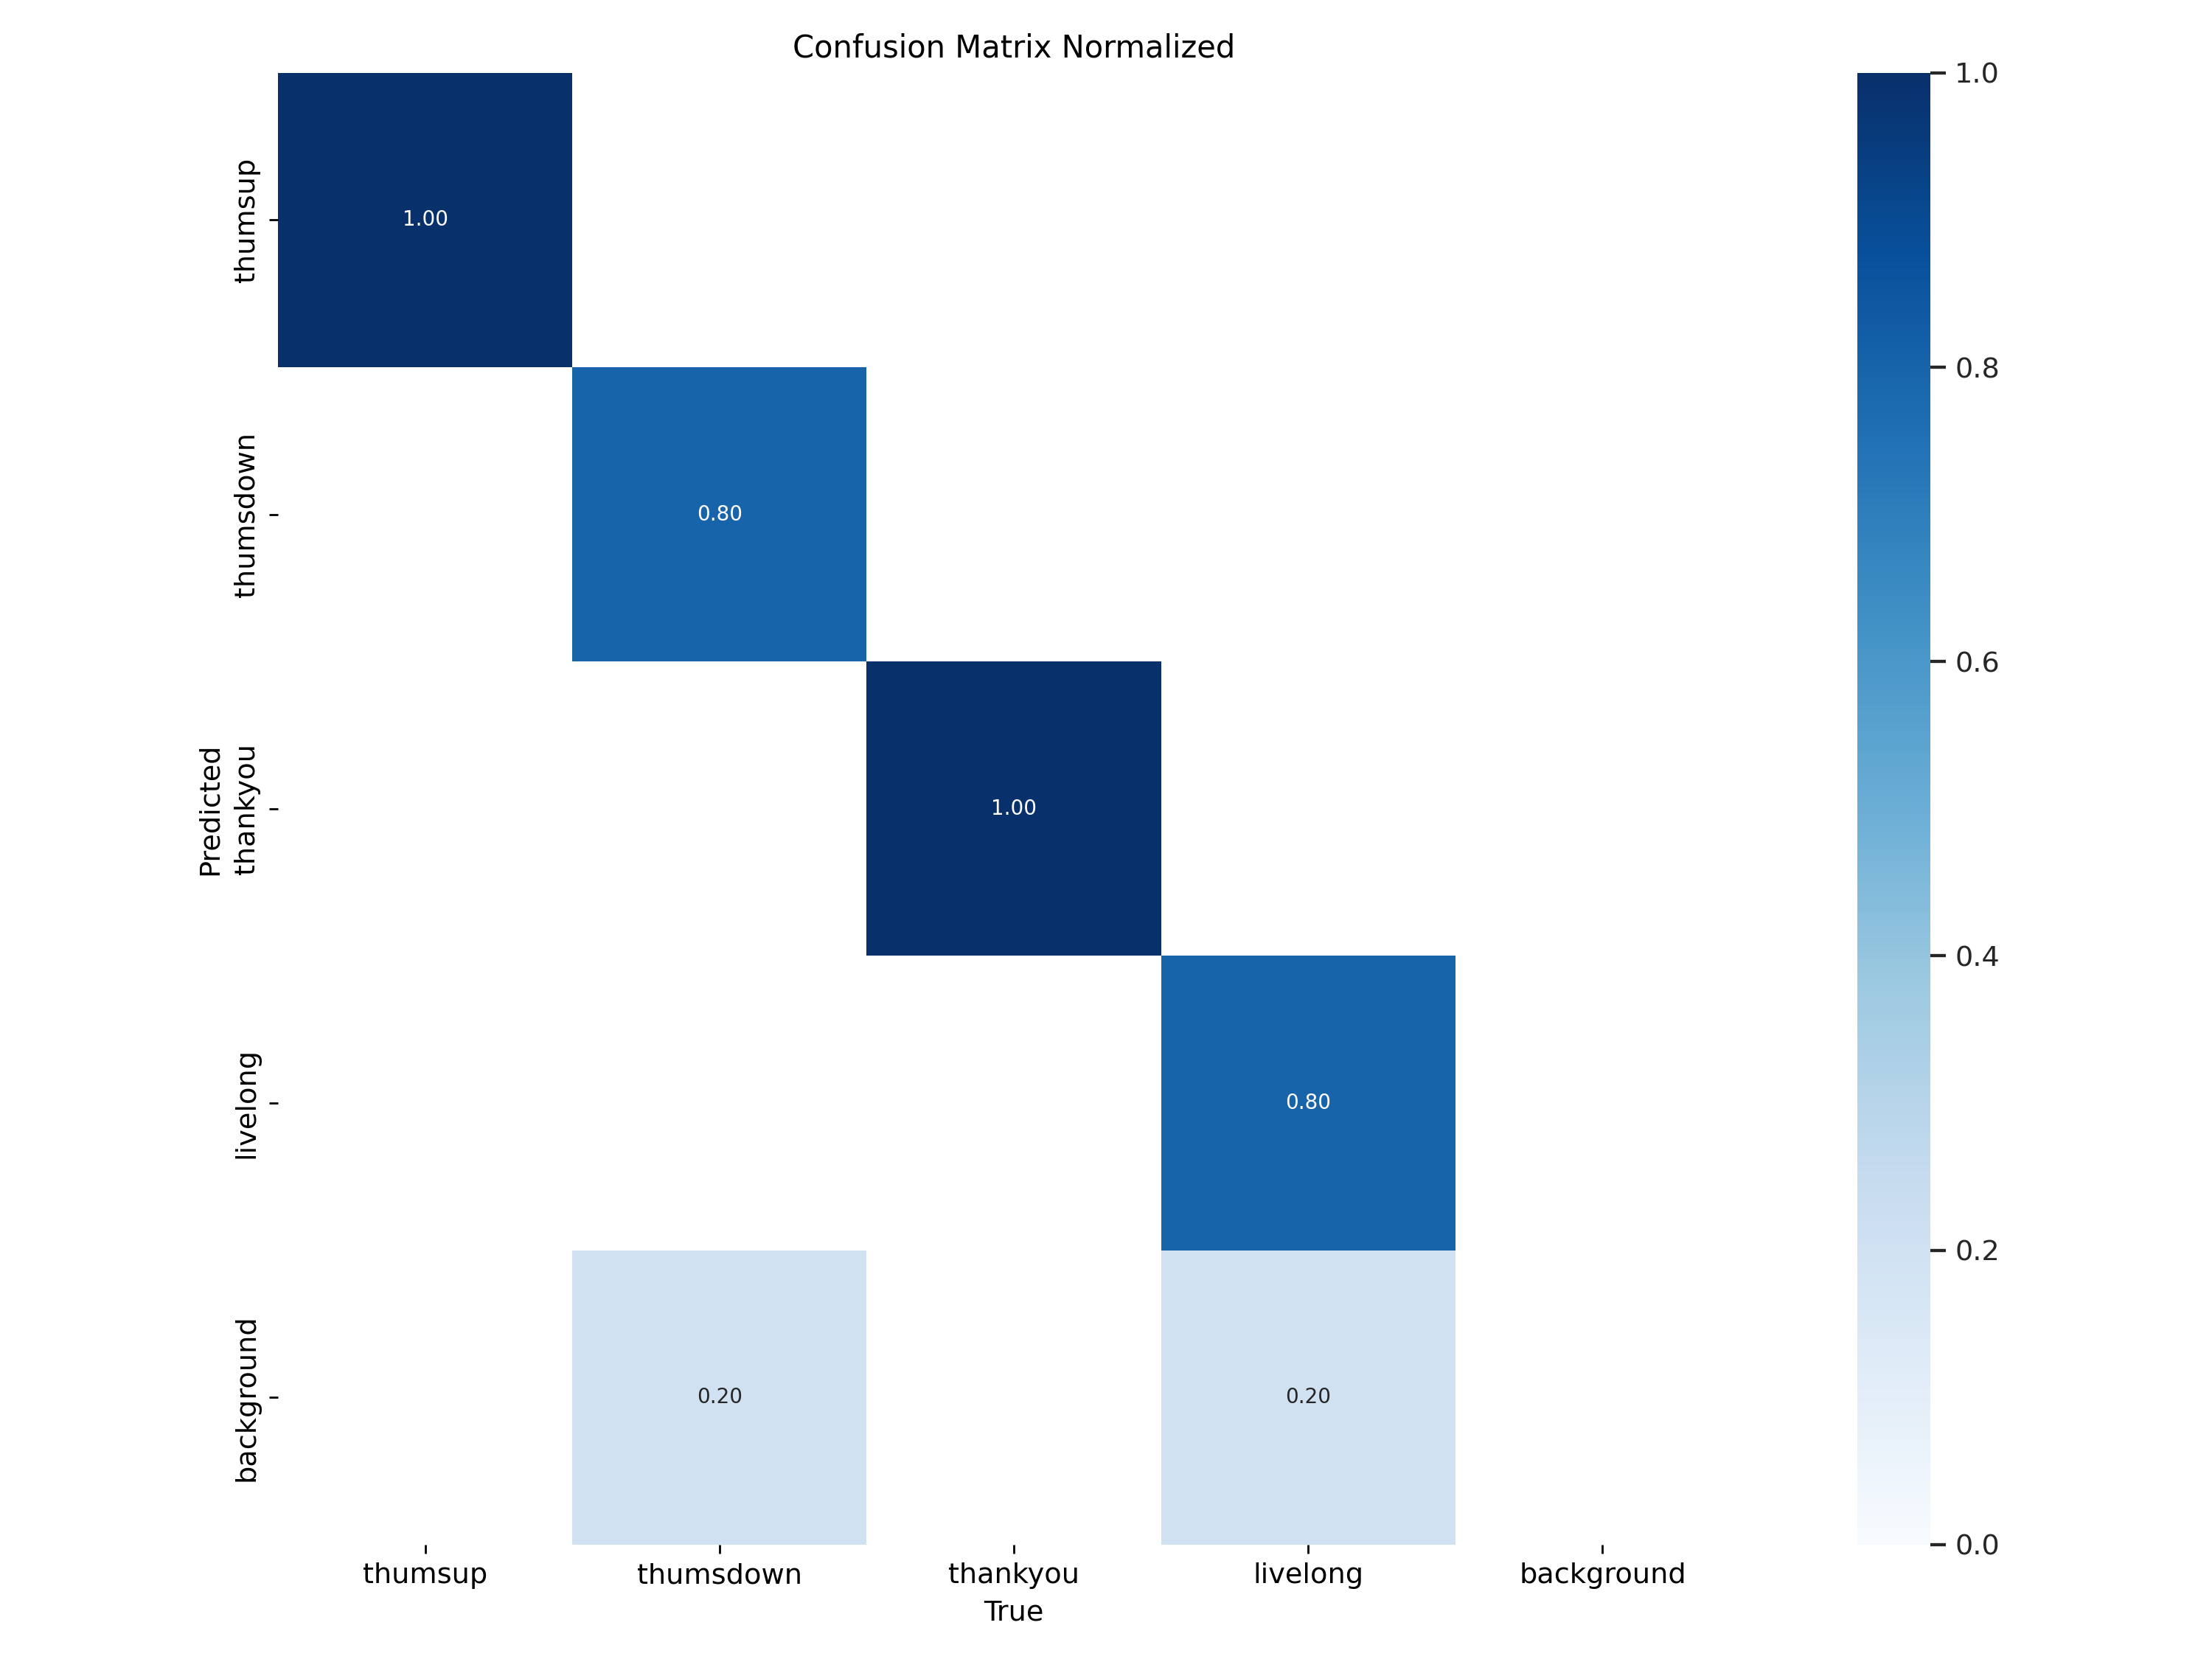 Confusion Matrix Normalized
1.0
thumsup
1.00
0.8
thumsdown
0.80
0.6
Predicted
thankyou
1.00
0.4
livelong
0.80
0.2
background
0.20
0.20
0.0
thumsup
thumsdown
thankyou
livelong
background
True